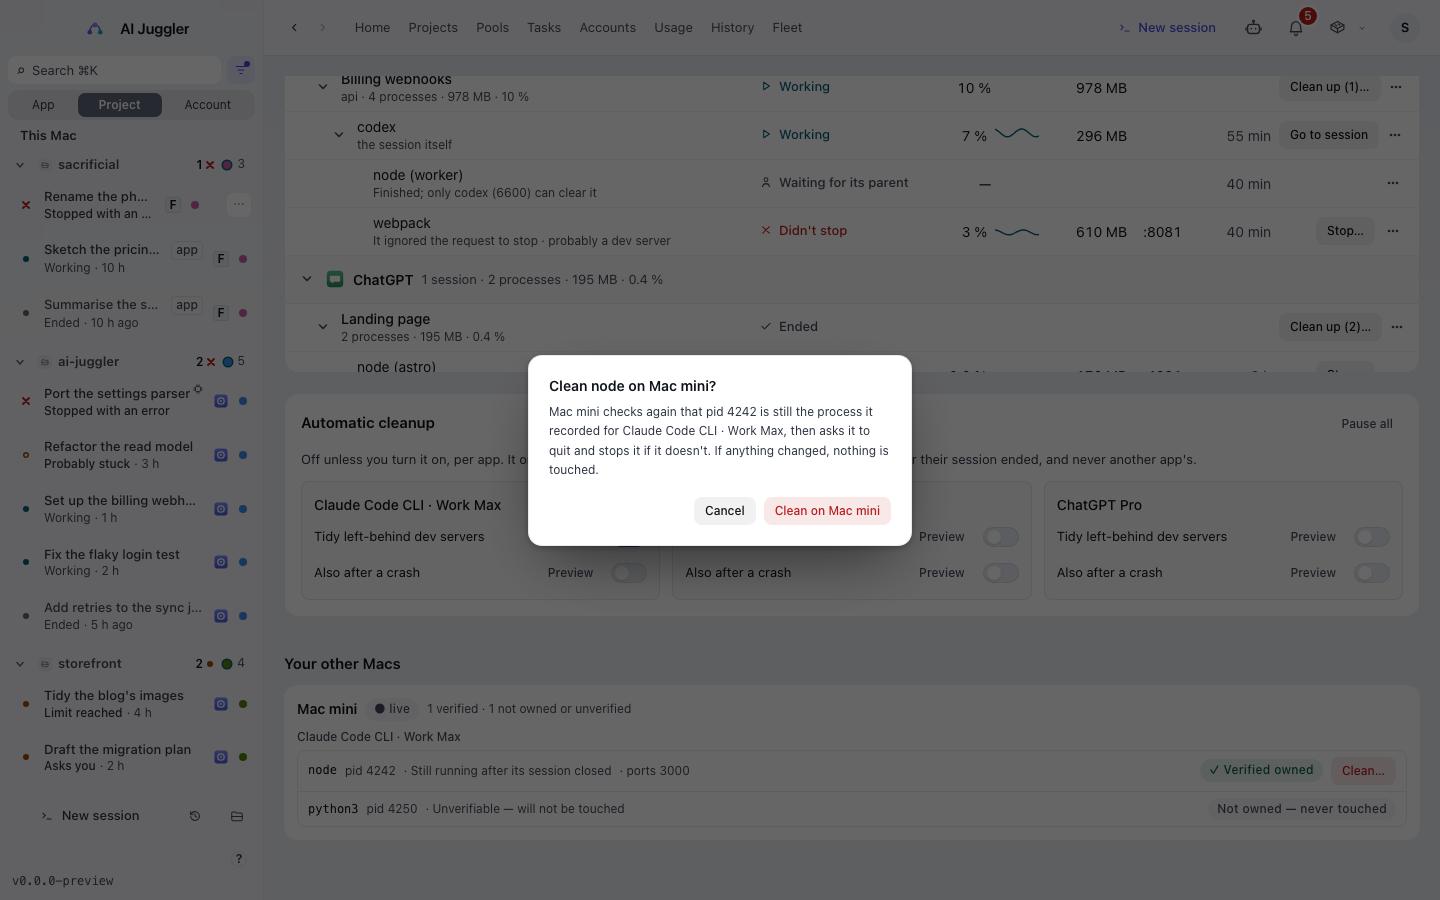 AI Juggler
Search ⌘K
App
Project
Account
This Mac
sacrificial
1
3
Rename the ph...
Stopped with an ...
F
Sketch the pricin...
app
Working · 10 h
F
Summarise the s...
app
Ended · 10 h ago
F
ai-juggler
2
5
Port the settings parser
Stopped with an error
Refactor the read model
Probably stuck · 3 h
Set up the billing webh...
Working · 1 h
Fix the flaky login test
Working · 2 h
Add retries to the sync j...
Ended · 5 h ago
storefront
2
4
Tidy the blog's images
Limit reached · 4 h
Draft the migration plan
Asks you · 2 h
New session
?
v0.0.0-preview
Home
Projects
Pools
Tasks
Accounts
Usage
History
Fleet
New session
5
S
Billing webhooks
api · 4 processes · 978 MB · 10 %
Working
10 %
978 MB
Clean up (1)...
codex
the session itself
Working
7 %
296 MB
55 min
Go to session
node (worker)
Finished; only codex (6600) can clear it
Waiting for its parent
—
40 min
webpack
It ignored the request to stop · probably a dev server
Didn't stop
3 %
610 MB
:8081
40 min
Stop...
ChatGPT
1 session · 2 processes · 195 MB · 0.4 %
Landing page
2 processes · 195 MB · 0.4 %
Ended
Clean up (2)...
node (astro)
Clean node on Mac mini?
Mac mini checks again that pid 4242 is still the process it
recorded for Claude Code CLI · Work Max, then asks it to
quit and stops it if it doesn't. If anything changed, nothing is
touched.
Cancel
Clean on Mac mini
Automatic cleanup
Pause all
Off unless you turn it on, per app. It
their session ended, and never another app's.
Claude Code CLI · Work Max
Tidy left-behind dev servers
Also after a crash
Preview
Preview
Also after a crash
Preview
ChatGPT Pro
Tidy left-behind dev servers
Preview
Also after a crash
Preview
Your other Macs
Mac mini
live
1 verified · 1 not owned or unverified
Claude Code CLI · Work Max
node pid 4242 · Still running after its session closed · ports 3000
✓ Verified owned
Clean...
python3 pid 4250 · Unverifiable — will not be touched
Not owned — never touched